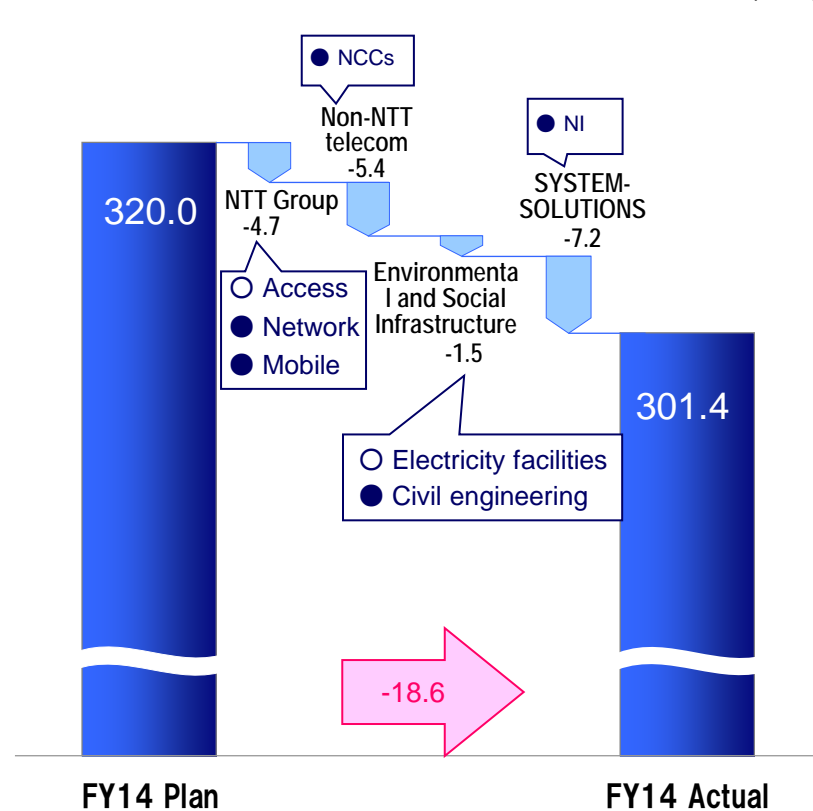 ● NCCs
Non-NTT
telecom
-5.4
● NI
SYSTEM-
SOLUTIONS
-7.2
320.0
NTT Group
-4.7
○ Access
● Network
● Mobile
Environmenta
l and Social
Infrastructure
-1.5
○ Electricity facilities
● Civil engineering
301.4
-18.6
FY14 Plan
FY14 Actual